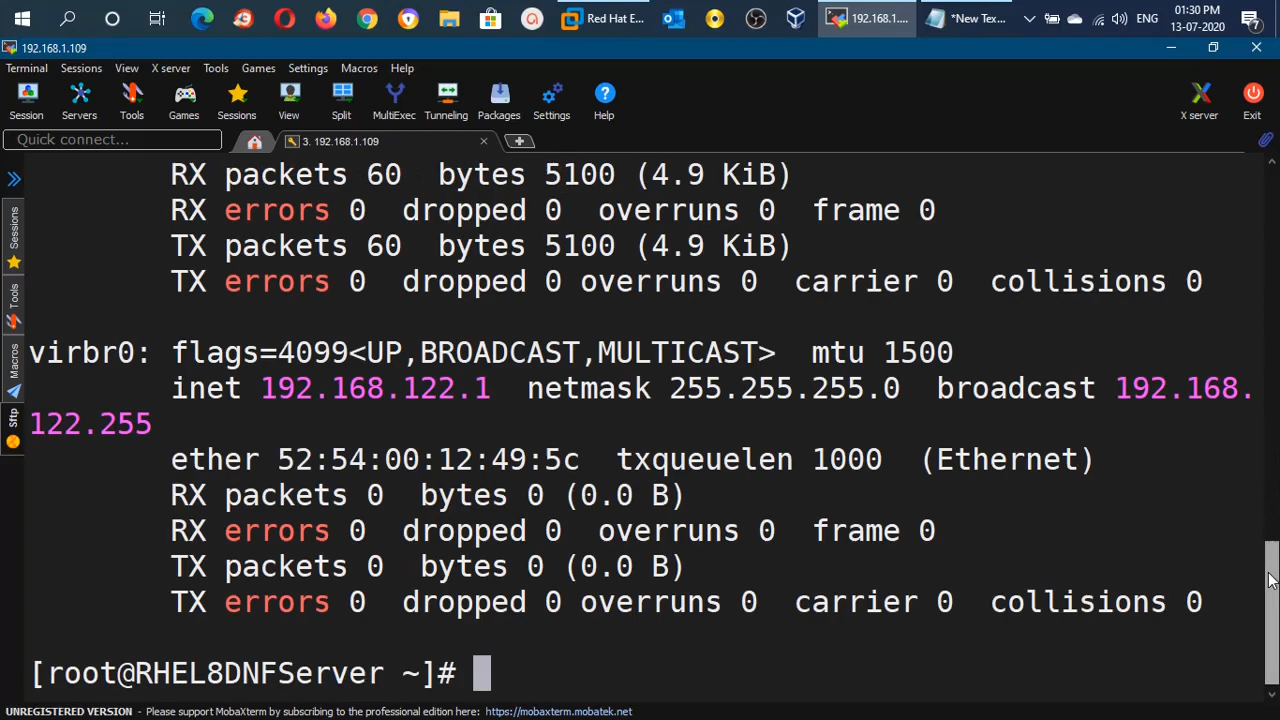 Red Hat E...
192.168.1....
*New Tex...
ENG
01:30 PM
13-07-2020
7
192.168.1.109
Terminal Sessions View X server Tools Games Settings Macros Help
Session Servers Tools Games Sessions View Split MultiExec Tunneling Packages Settings Help X server Exit
Quick connect...
3. 192.168.1.109
Sessions
Tools
Macros
Sftp
RX packets 60 bytes 5100 (4.9 KiB)
RX errors 0 dropped 0 overruns 0 frame 0
TX packets 60 bytes 5100 (4.9 KiB)
TX errors 0 dropped 0 overruns 0 carrier 0 collisions 0
virbr0: flags=4099<UP,BROADCAST,MULTICAST> mtu 1500
inet 192.168.122.1 netmask 255.255.255.0 broadcast 192.168.
122.255
ether 52:54:00:12:49:5c txqueuelen 1000 (Ethernet)
RX packets 0 bytes 0 (0.0 B)
RX errors 0 dropped 0 overruns 0 frame 0
TX packets 0 bytes 0 (0.0 B)
TX errors 0 dropped 0 overruns 0 carrier 0 collisions 0
[root@RHEL8DNFServer ~]#
UNREGISTERED VERSION - Please support MobaXterm by subscribing to the professional edition here: https://mobaxterm.mobatek.net